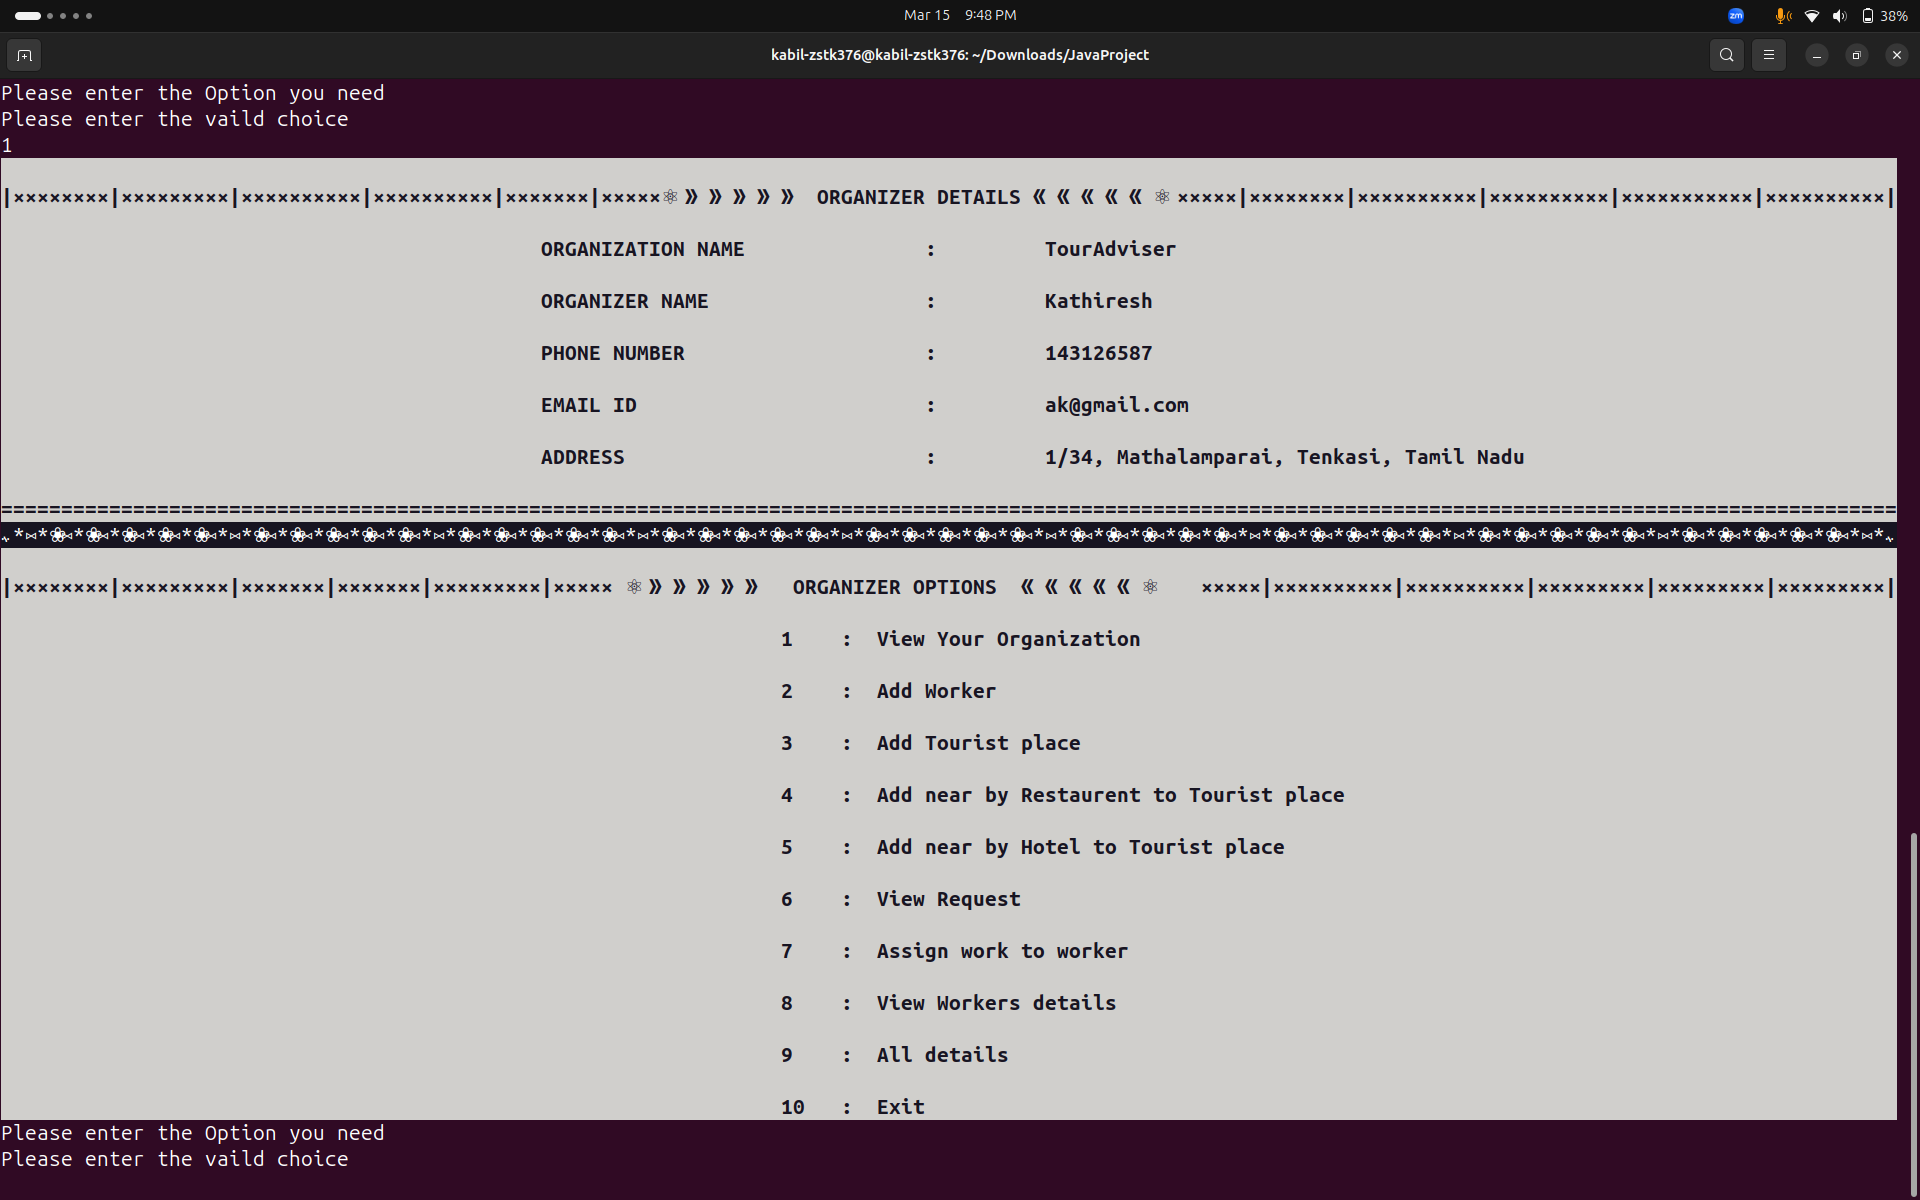 Mar 15 9:48 PM
zm
38%
kabil-zstk376@kabil-zstk376: ~/Downloads/JavaProject
Please enter the Option you need
Please enter the vaild choice
1
ORGANIZER DETAILS
ORGANIZATION NAME : TourAdviser
ORGANIZER NAME : Kathiresh
PHONE NUMBER : 143126587
EMAIL ID : ak@gmail.com
ADDRESS : 1/34, Mathalamparai, Tenkasi, Tamil Nadu
ORGANIZER OPTIONS
1 : View Your Organization
2 : Add Worker
3 : Add Tourist place
4 : Add near by Restaurent to Tourist place
5 : Add near by Hotel to Tourist place
6 : View Request
7 : Assign work to worker
8 : View Workers details
9 : All details
10 : Exit
Please enter the Option you need
Please enter the vaild choice